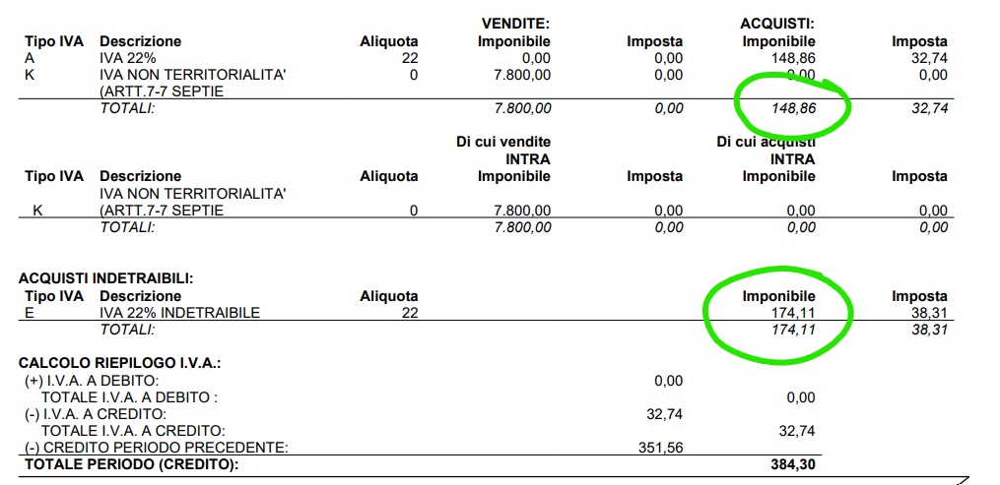 VENDITE: ACQUISTI:
Tipo IVA Descrizione Aliquota Imponibile Imposta Imponibile Imposta
A IVA 22% 22 0,00 0,00 148,86 32,74
K IVA NON TERRITORIALITA' 0 7.800,00 0,00 0,00 0,00
(ARTT.7-7 SEPTIE
TOTALI: 7.800,00 0,00 148,86 32,74
Di cui vendite Di cui acquisti
INTRA INTRA
Tipo IVA Descrizione Aliquota Imponibile Imposta Imponibile Imposta
IVA NON TERRITORIALITA'
K (ARTT.7-7 SEPTIE 0 7.800,00 0,00 0,00 0,00
TOTALI: 7.800,00 0,00 0,00 0,00
ACQUISTI INDETRAIBILI:
Tipo IVA Descrizione Aliquota Imponibile Imposta
E IVA 22% INDETRAIBILE 22 174,11 38,31
TOTALI: 174,11 38,31
CALCOLO RIEPILOGO I.V.A.:
(+) I.V.A. A DEBITO: 0,00
TOTALE I.V.A. A DEBITO : 0,00
(-) I.V.A. A CREDITO: 32,74
TOTALE I.V.A. A CREDITO: 32,74
(-) CREDITO PERIODO PRECEDENTE: 351,56
TOTALE PERIODO (CREDITO): 384,30